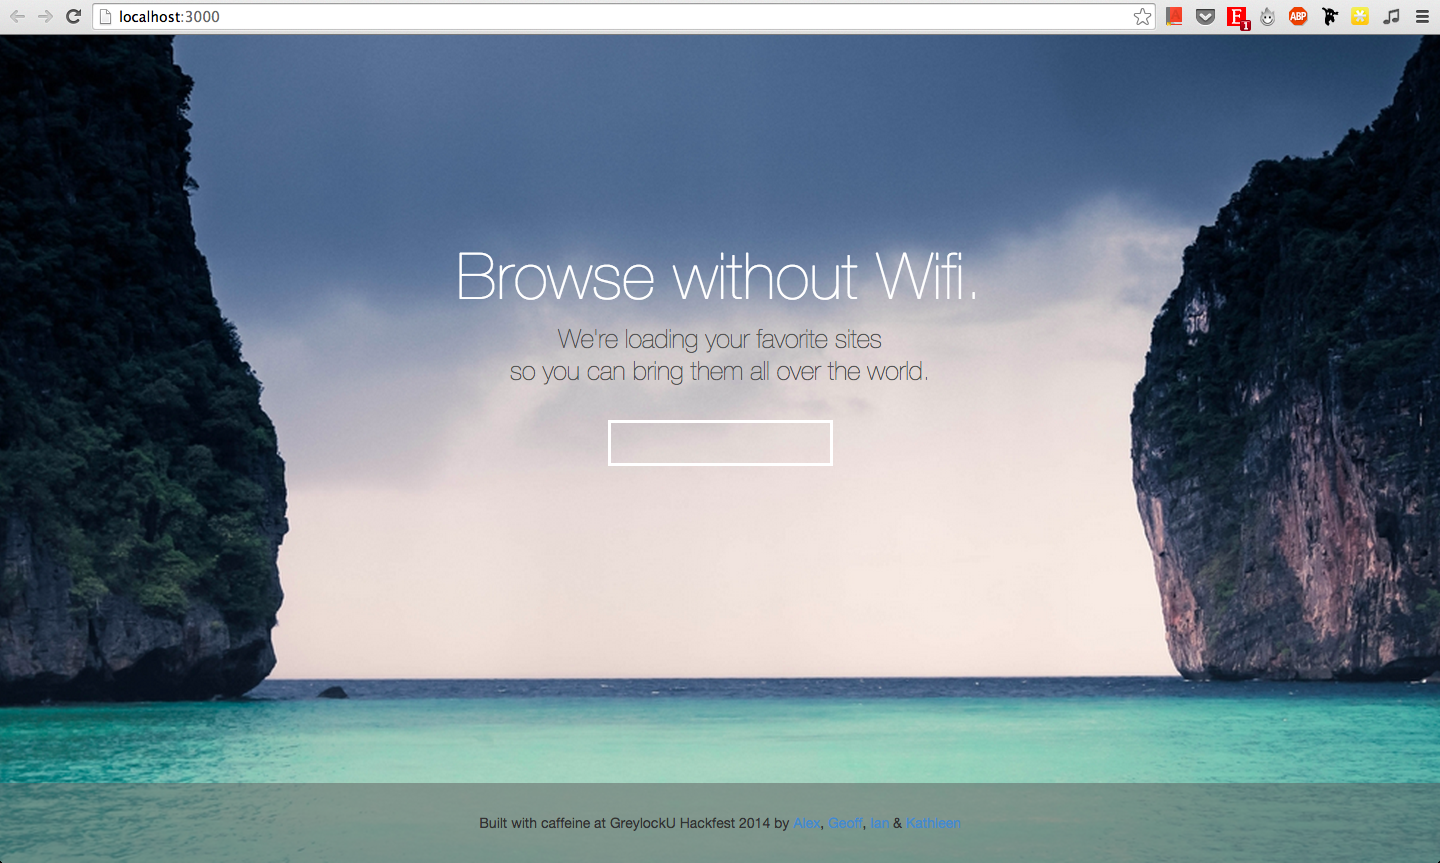 localhost:3000
ABP
1
Browse without Wifi.
We're loading your favorite sites
so you can bring them all over the world.
Built with caffeine at GreylockU Hackfest 2014 by Alex, Geoff, Ian & Kathleen